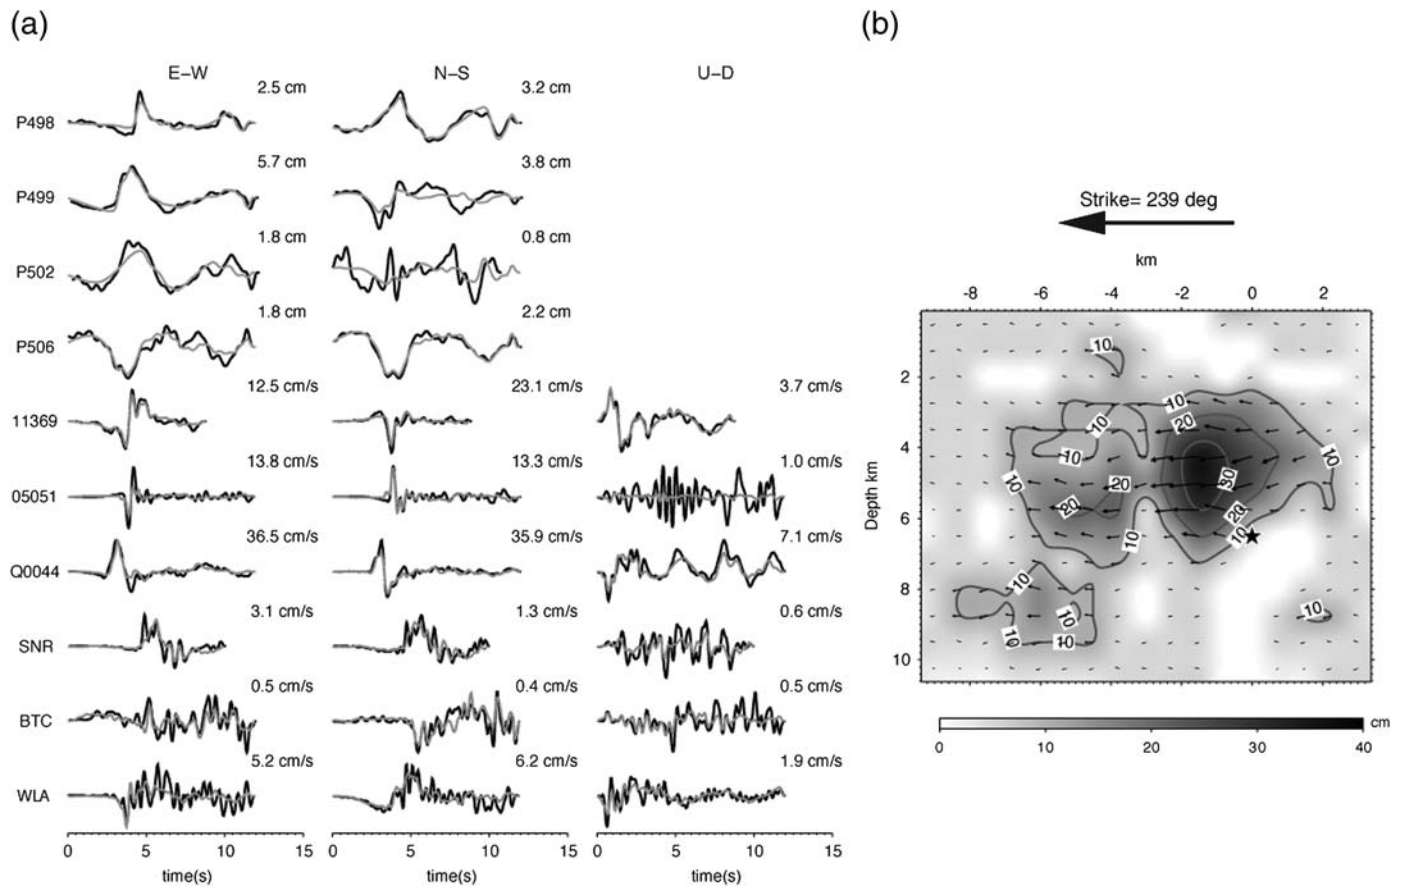 (a)
(b)
E-W
N-S
U-D
P498
2.5 cm
3.2 cm
P499
5.7 cm
3.8 cm
P502
1.8 cm
0.8 cm
P506
1.8 cm
2.2 cm
11369
12.5 cm/s
23.1 cm/s
3.7 cm/s
05051
13.8 cm/s
13.3 cm/s
1.0 cm/s
Q0044
36.5 cm/s
35.9 cm/s
7.1 cm/s
SNR
3.1 cm/s
1.3 cm/s
0.6 cm/s
BTC
0.5 cm/s
0.4 cm/s
0.5 cm/s
WLA
5.2 cm/s
6.2 cm/s
1.9 cm/s
0 5 10 15
time(s)
0 5 10 15
time(s)
0 5 10 15
time(s)
Strike= 239 deg
km
-8 -6 -4 -2 0 2
Depth km
2
4
6
8
10
10
10
20
10
10
10
10
20
30
20
20
10
10
10
10
10
10
10
cm
0 10 20 30 40